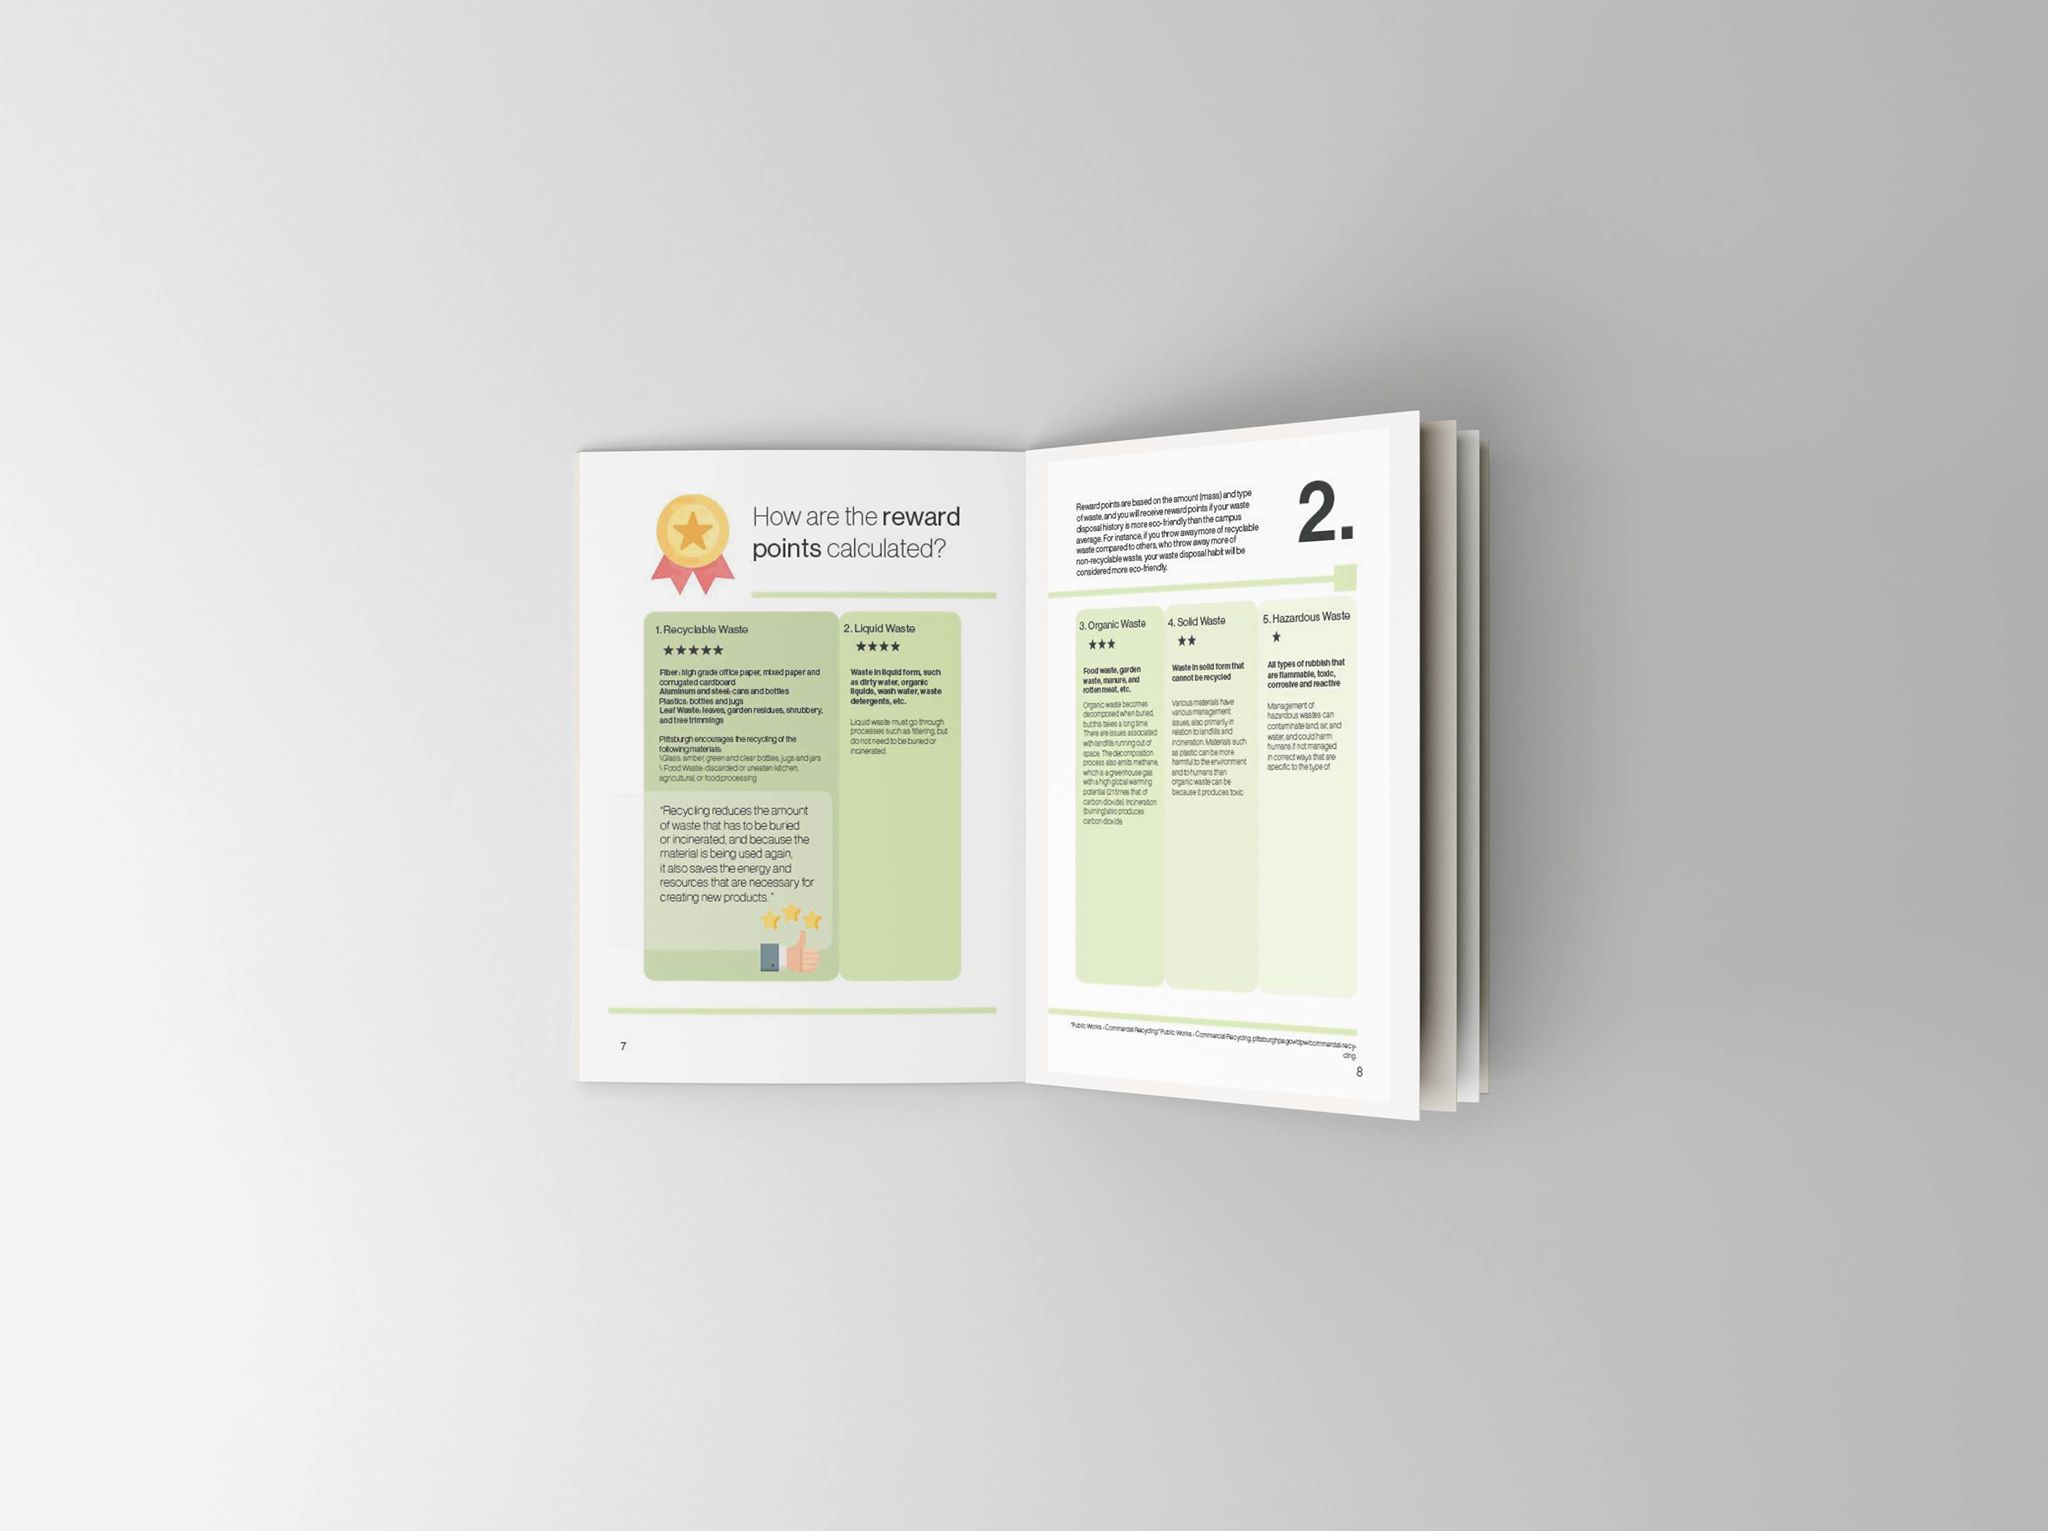 How are the reward
points calculated?
1. Recyclable Waste
★★★★★
Fiber: high grade office paper, mixed paper and
corrugated cardboard
Aluminum and steel: cans and bottles
Plastics: bottles and jugs
Leaf Waste: leaves, garden residues, shrubbery,
and tree trimmings
Pittsburgh encourages the recycling of the
following materials:
\Glass: amber, green and clear bottles, jugs and jars
\ Food Waste: discarded or uneaten kitchen,
agricultural, or food processing
"Recycling reduces the amount
of waste that has to be buried
or incinerated, and because the
material is being used again,
it also saves the energy and
resources that are necessary for
creating new products. "
2. Liquid Waste
★★★★
Waste in liquid form, such
as dirty water, organic
liquids, wash water, waste
detergents, etc.
Liquid waste must go through
processes such as filtering, but
do not need to be buried or
incinerated.
7
Reward points are based on the amount (mass) and type
of waste, and you will receive reward points if your waste
disposal history is more eco-friendly than the campus
average. For instance, if you throw away more of recyclable
waste compared to others, who throw away more of
non-recyclable waste, your waste disposal habit will be
considered more eco-friendly.
2.
3. Organic Waste
★★★
Food waste, garden
waste, manure, and
rotten meat, etc.
Organic waste becomes
decomposed when buried,
but this takes a long time.
There are issues associated
with landfills running out of
space. The decomposition
process also emits methane,
which is a greenhouse gas
with a high global warming
potential (21 times that of
carbon dioxide). Incineration
(burning) also produces
carbon dioxide.
4. Solid Waste
★★
Waste in solid form that
cannot be recycled
Various materials have
various management
issues, also primarily in
relation to landfills and
incineration. Materials such
as plastic can be more
harmful to the environment
and to humans than
organic waste can be
because it produces toxic
5. Hazardous Waste
★
All types of rubbish that
are flammable, toxic,
corrosive and reactive
Management of
hazardous wastes can
contaminate land, air, and
water, and could harm
humans if not managed
in correct ways that are
specific to the type of
"Public Works - Commercial Recycling." Public Works - Commercial Recycling, pittsburghpa.gov/dpw/commercial-recy-
cling.
8